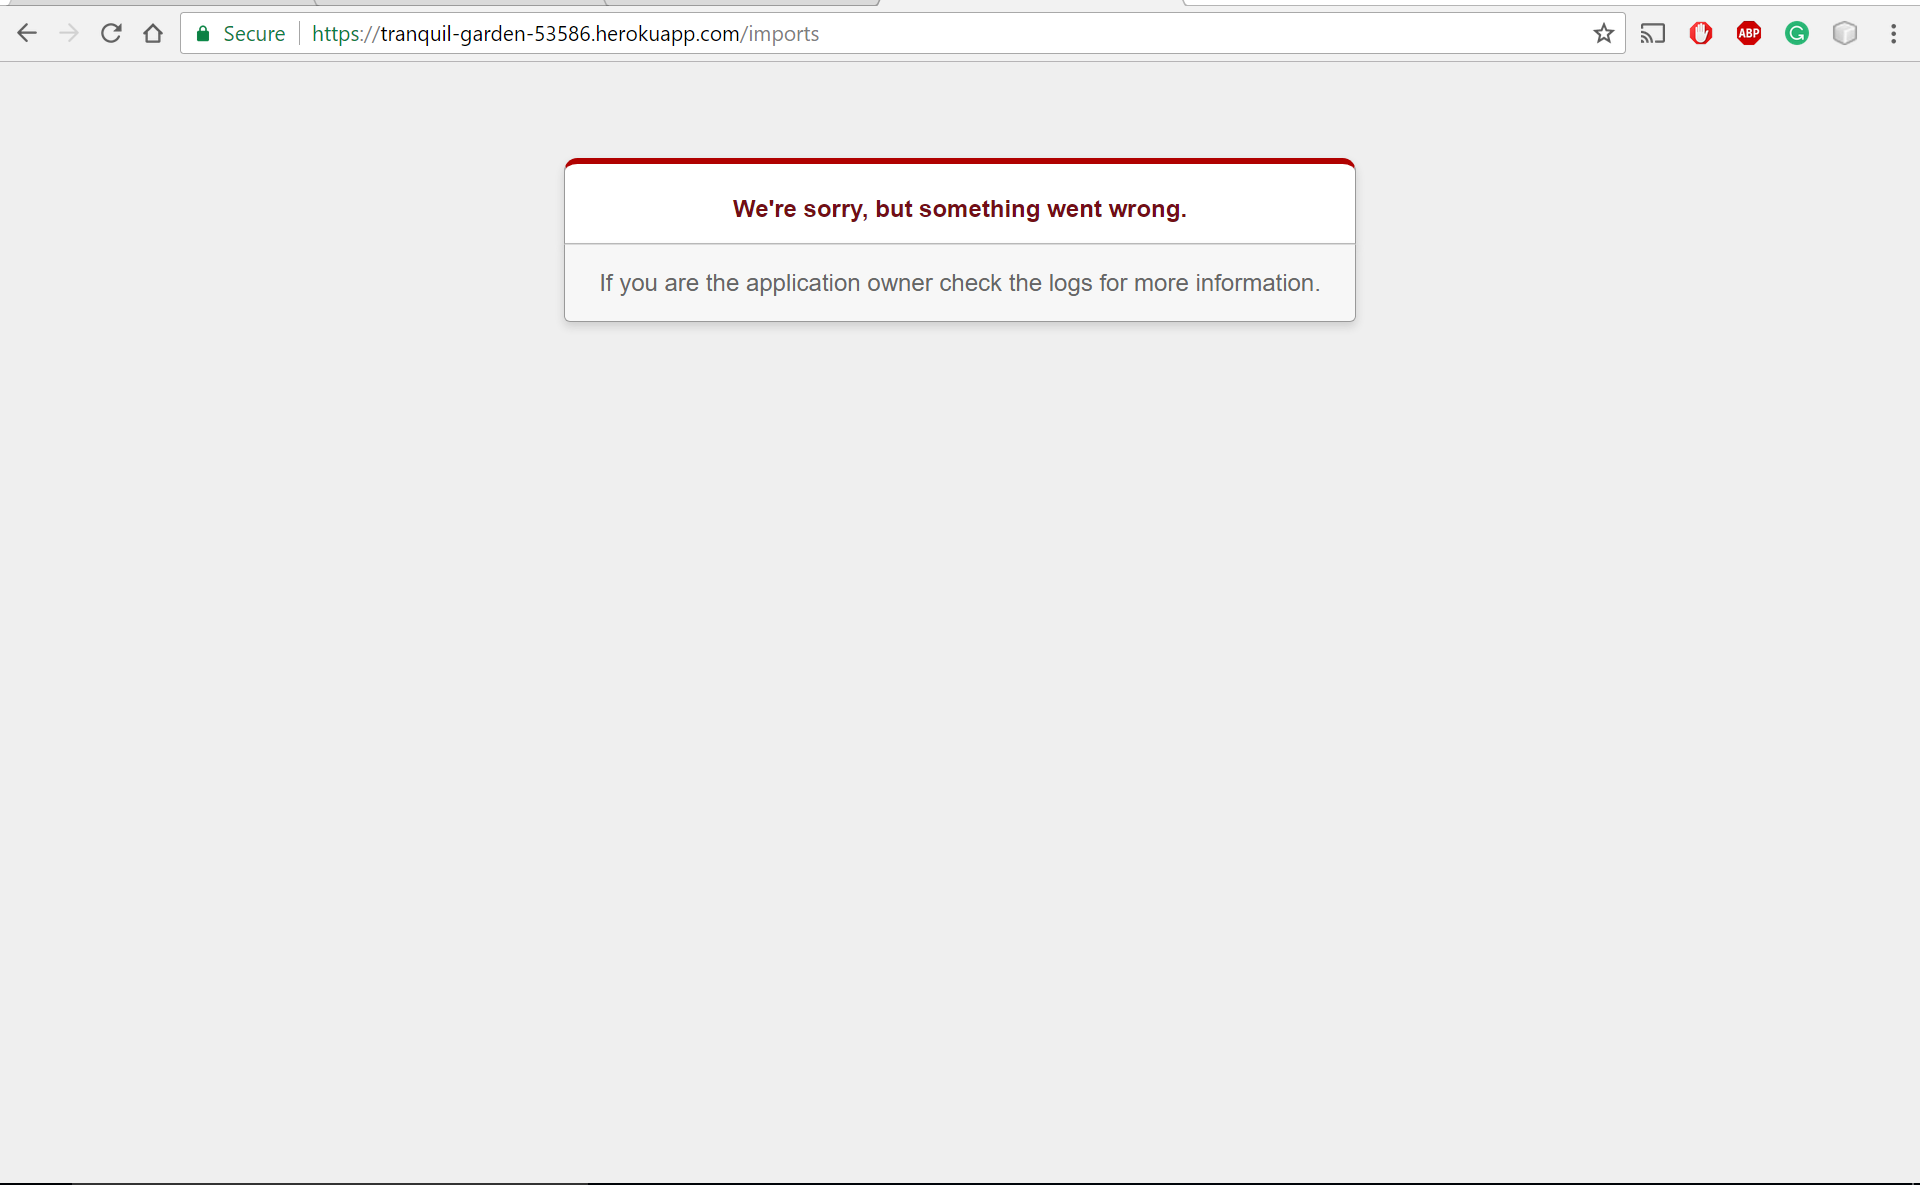 Secure https://tranquil-garden-53586.herokuapp.com/imports ABP
We're sorry, but something went wrong.
If you are the application owner check the logs for more information.